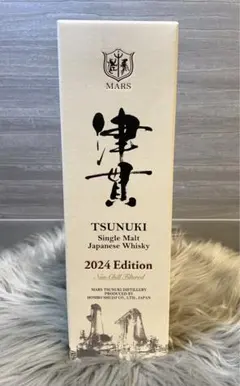 MARS
津貫
TSUNUKI
Single Malt
Japanese Whisky
2024 Edition
Non-Chill Filtered
MARS TSUNUKI DISTILLERY
PRODUCED BY
HOMBO SHUZO CO., LTD., JAPAN